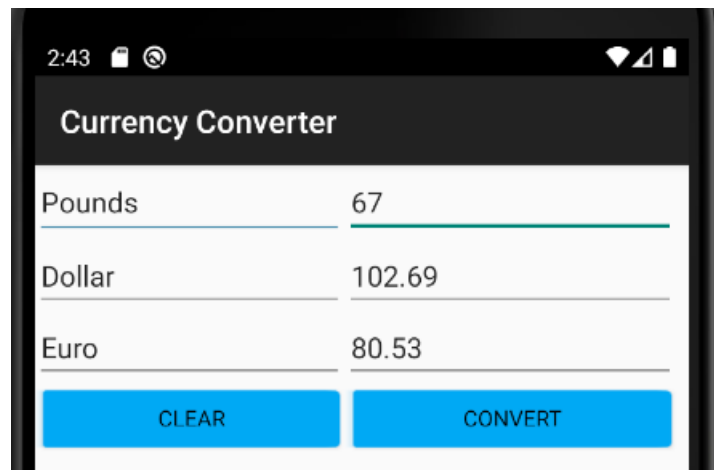 2:43
Currency Converter
Pounds 67
Dollar 102.69
Euro 80.53
CLEAR CONVERT